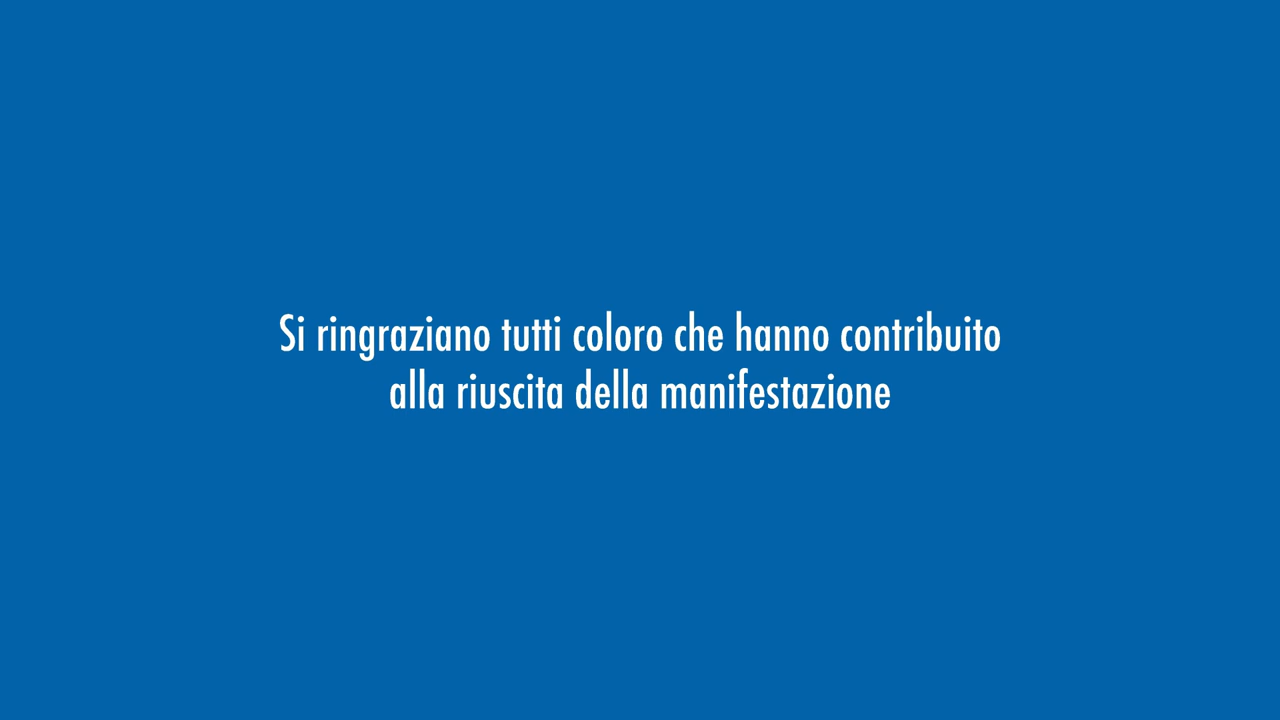 Si ringraziano tutti coloro che hanno contribuito
alla riuscita della manifestazione